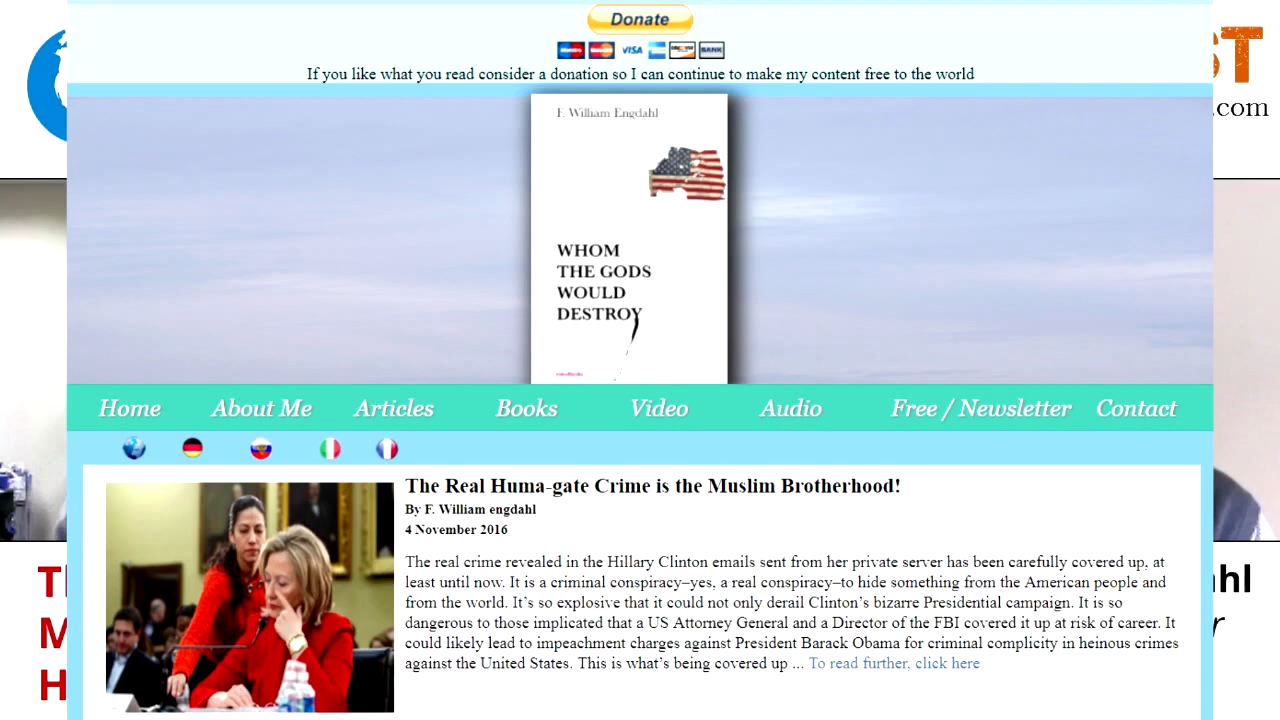 Donate
VISA
BANK
If you like what you read consider a donation so I can continue to make my content free to the world
ST
.com
F. William Engdahl
WHOM
THE GODS
WOULD
DESTROY
Home About Me Articles Books Video Audio Free / Newsletter Contact
The Real Huma-gate Crime is the Muslim Brotherhood!
By F. William engdahl
4 November 2016
The real crime revealed in the Hillary Clinton emails sent from her private server has been carefully covered up, at
least until now. It is a criminal conspiracy–yes, a real conspiracy–to hide something from the American people and
from the world. It’s so explosive that it could not only derail Clinton’s bizarre Presidential campaign. It is so
dangerous to those implicated that a US Attorney General and a Director of the FBI covered it up at risk of career. It
could likely lead to impeachment charges against President Barack Obama for criminal complicity in heinous crimes
against the United States. This is what’s being covered up ... To read further, click here
T
M
H
ahl
r